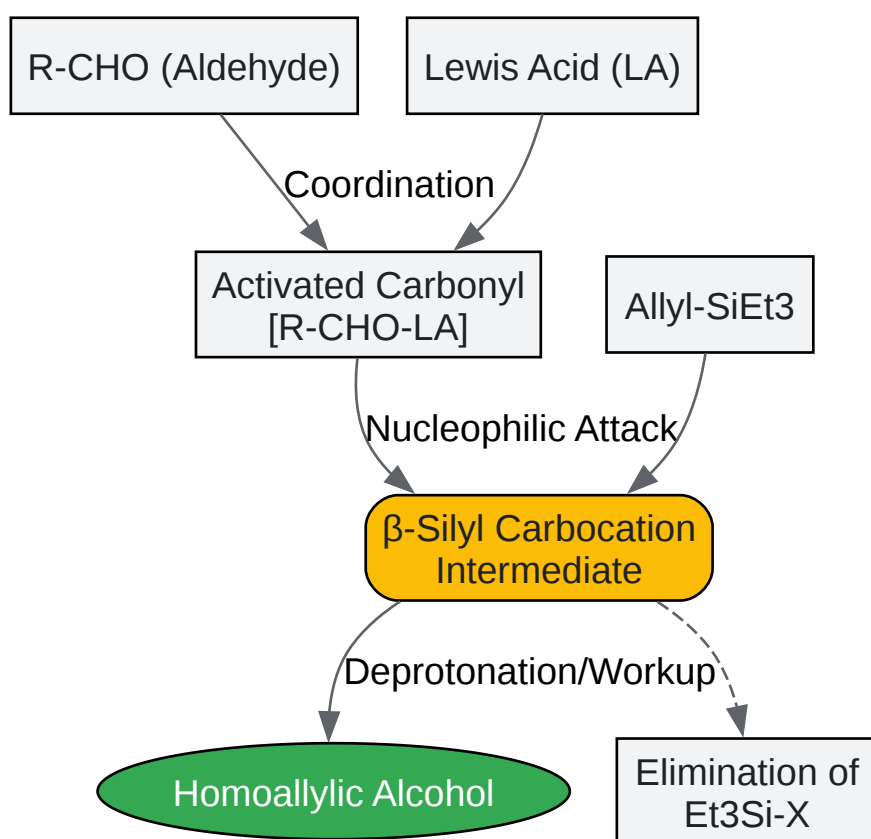 R-CHO (Aldehyde)
Lewis Acid (LA)
Coordination
Activated Carbonyl
[R-CHO-LA]
Allyl-SiEt3
Nucleophilic Attack
β-Silyl Carbocation
Intermediate
Deprotonation/Workup
Homoallylic Alcohol
Elimination of
Et3Si-X